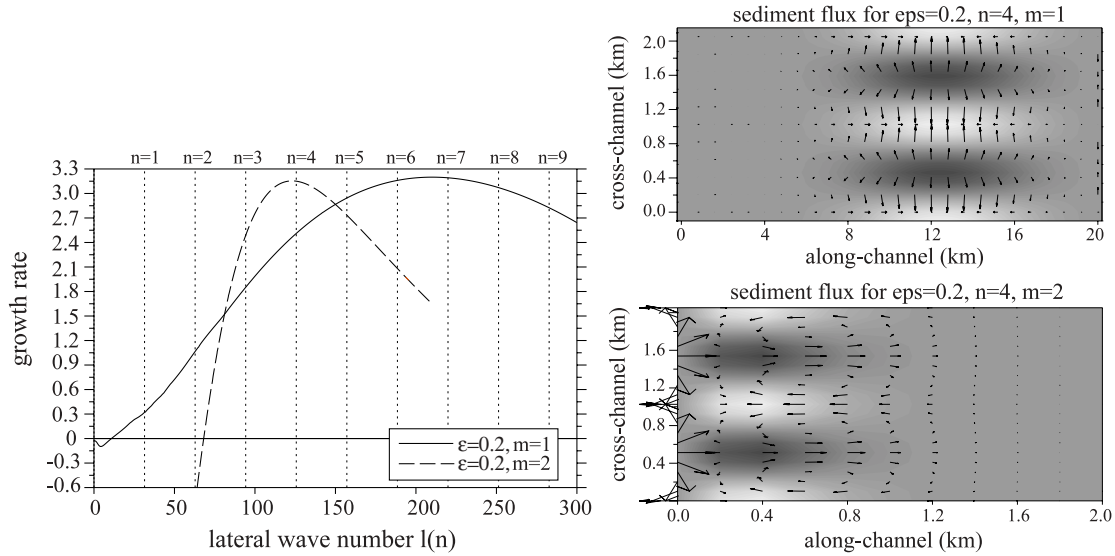 n=1 n=2 n=3 n=4 n=5 n=6 n=7 n=8 n=9
3.3
3.0
2.7
2.4
2.1
1.8
1.5
1.2
0.9
0.6
0.3
0
-0.3
-0.6
growth rate
ε=0.2, m=1
ε=0.2, m=2
0 50 100 150 200 250 300
lateral wave number l(n)
sediment flux for eps=0.2, n=4, m=1
2.0
1.6
1.2
0.8
0.4
0.0
cross-channel (km)
0 4 8 12 16 20
along-channel (km)
sediment flux for eps=0.2, n=4, m=2
1.6
1.2
0.8
0.4
cross-channel (km)
0.0 0.4 0.8 1.2 1.6 2.0
along-channel (km)